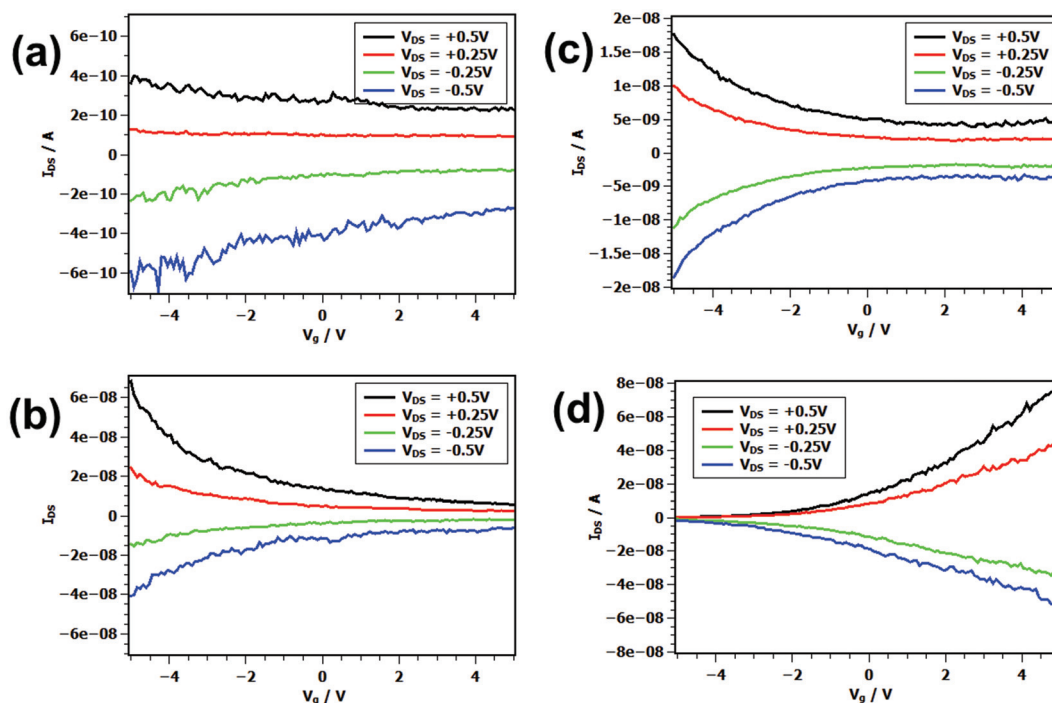 (a)
6e-10
4e-10
2e-10
0
-2e-10
-4e-10
-6e-10
I_DS / A
V_DS = +0.5V
V_DS = +0.25V
V_DS = -0.25V
V_DS = -0.5V
-4 -2 0 2 4
V_g / V
(c)
2e-08
1.5e-08
1e-08
5e-09
0
-5e-09
-1e-08
-1.5e-08
-2e-08
I_DS / A
V_DS = +0.5V
V_DS = +0.25V
V_DS = -0.25V
V_DS = -0.5V
-4 -2 0 2 4
V_g / V
(b)
6e-08
4e-08
2e-08
0
-2e-08
-4e-08
-6e-08
I_DS
V_DS = +0.5V
V_DS = +0.25V
V_DS = -0.25V
V_DS = -0.5V
-4 -2 0 2 4
V_g / V
(d)
8e-08
6e-08
4e-08
2e-08
0
-2e-08
-4e-08
-6e-08
-8e-08
I_DS / A
V_DS = +0.5V
V_DS = +0.25V
V_DS = -0.25V
V_DS = -0.5V
-4 -2 0 2 4
V_g / V